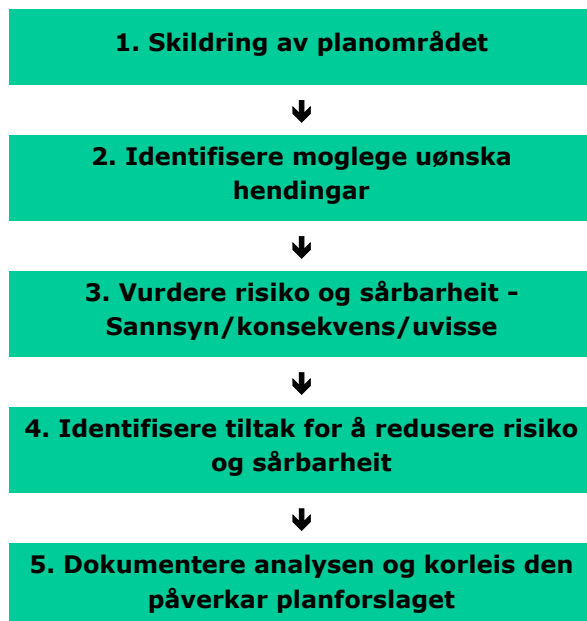 1. Skildring av planområdet
2. Identifisere moglege uønska
hendingar
3. Vurdere risiko og sårbarheit -
Sannsyn/konsekvens/uvisse
4. Identifisere tiltak for å redusere risiko
og sårbarheit
5. Dokumentere analysen og korleis den
påverkar planforslaget